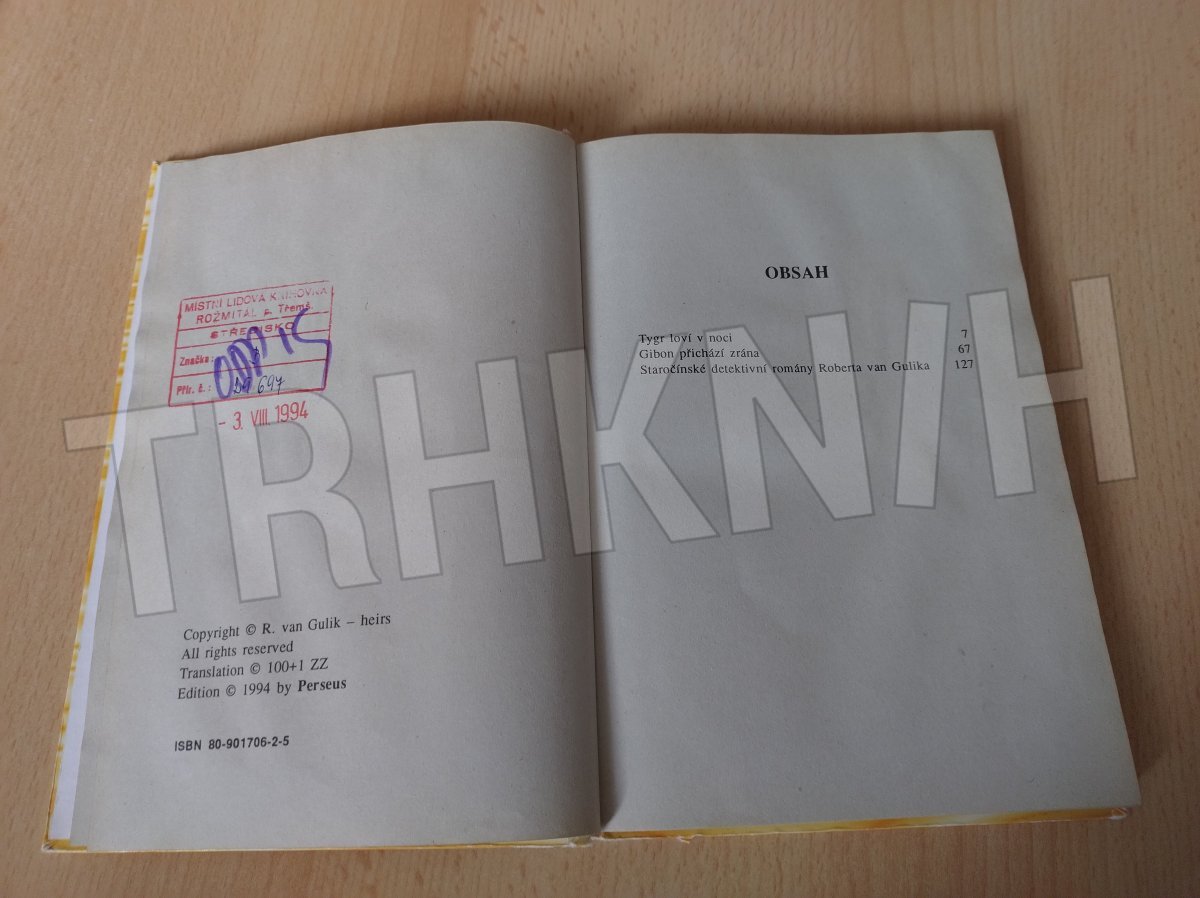 MÍSTNÍ LIDOVÁ KNIHOVNA
ROŽMITÁL p. Třemš.
Značka:
Přír. č.: 697
- 3. VIII. 1994
Copyright © R. van Gulik – heirs
All rights reserved
Translation © 100+1 ZZ
Edition © 1994 by Perseus
ISBN 80-901706-2-5
OBSAH
Tygr loví v noci 7
Gibon přichází zrána 67
Staročínské detektivní romány Roberta van Gulika 127
TRHKNIH